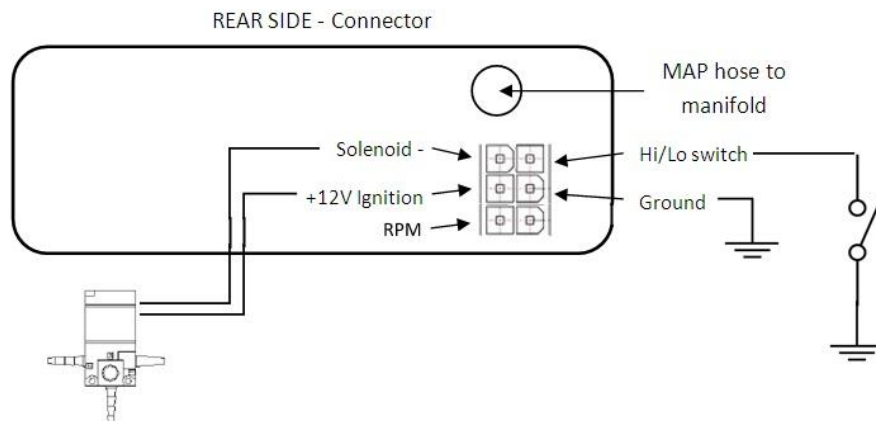 REAR SIDE - Connector
MAP hose to
manifold
Solenoid -
Hi/Lo switch
+12V Ignition
Ground
RPM